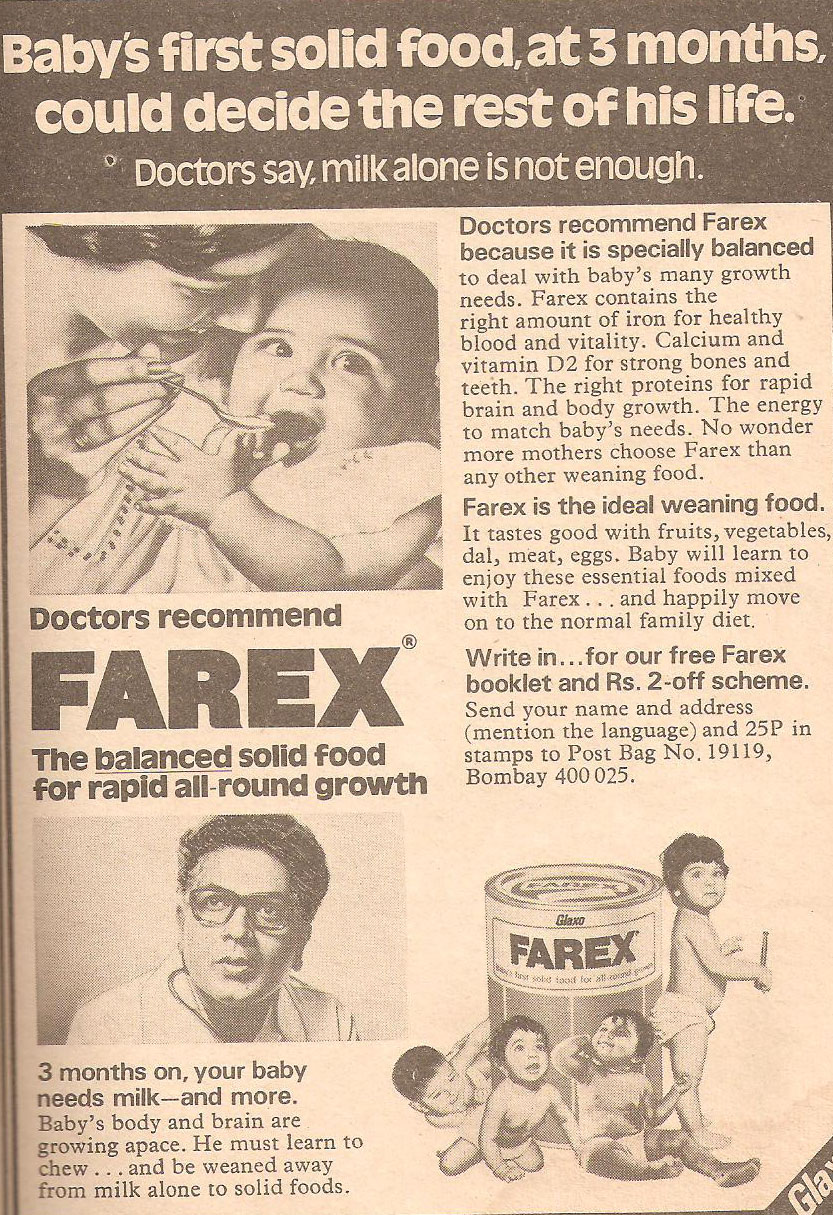 Baby's first solid food, at 3 months,
could decide the rest of his life.
Doctors say, milk alone is not enough.
Doctors recommend Farex
because it is specially balanced
to deal with baby's many growth
needs. Farex contains the
right amount of iron for healthy
blood and vitality. Calcium and
vitamin D2 for strong bones and
teeth. The right proteins for rapid
brain and body growth. The energy
to match baby's needs. No wonder
more mothers choose Farex than
any other weaning food.
Farex is the ideal weaning food.
It tastes good with fruits, vegetables,
dal, meat, eggs. Baby will learn to
enjoy these essential foods mixed
with Farex . . . and happily move
on to the normal family diet.
Write in...for our free Farex
booklet and Rs. 2-off scheme.
Send your name and address
(mention the language) and 25P in
stamps to Post Bag No. 19119,
Bombay 400 025.
Doctors recommend
FAREX®
The balanced solid food
for rapid all-round growth
3 months on, your baby
needs milk—and more.
Baby's body and brain are
growing apace. He must learn to
chew . . . and be weaned away
from milk alone to solid foods.
FAREX
Glaxo
FAREX
Baby's first solid food for all-round growth